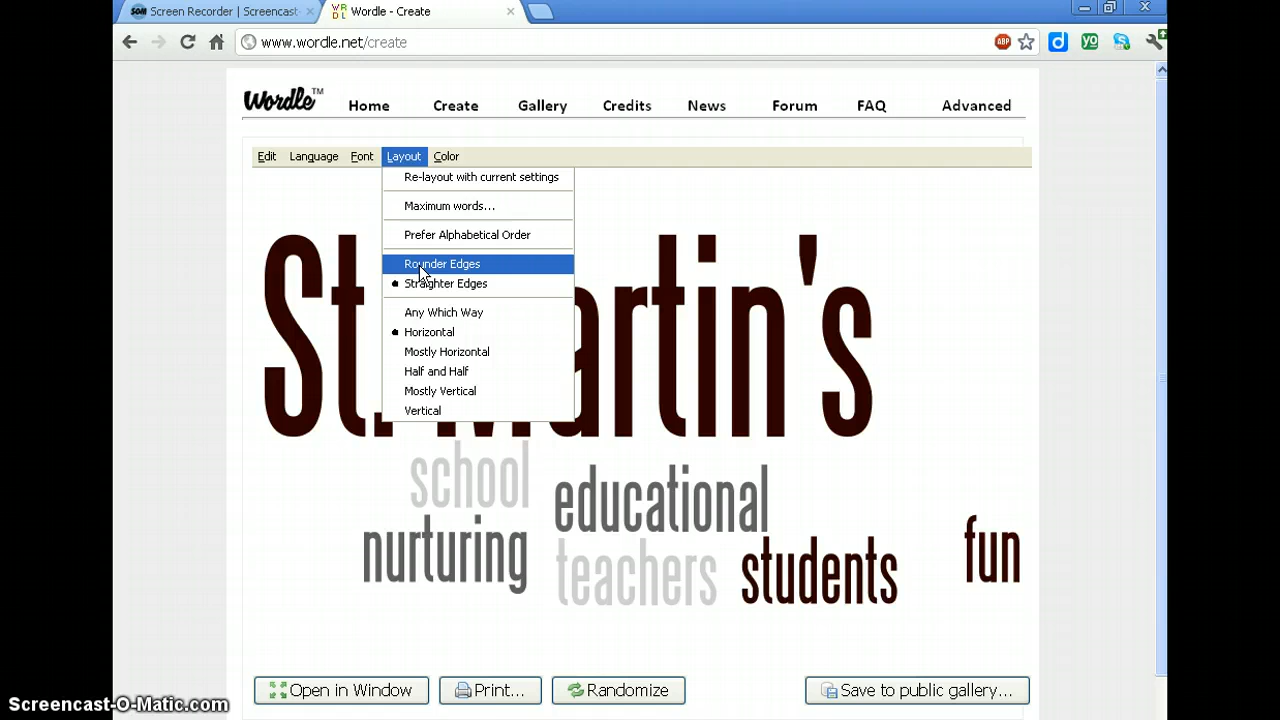 Screen Recorder | Screencast-
Wordle - Create
www.wordle.net/create
Wordle™
Home Create Gallery Credits News Forum FAQ Advanced
Edit Language Font Layout Color
Re-layout with current settings
Maximum words...
Prefer Alphabetical Order
Rounder Edges
Straighter Edges
Any Which Way
Horizontal
Mostly Horizontal
Half and Half
Mostly Vertical
Vertical
St. Martin's
school
educational
nurturing
teachers
students
fun
Open in Window Print... Randomize Save to public gallery...
Screencast-O-Matic.com